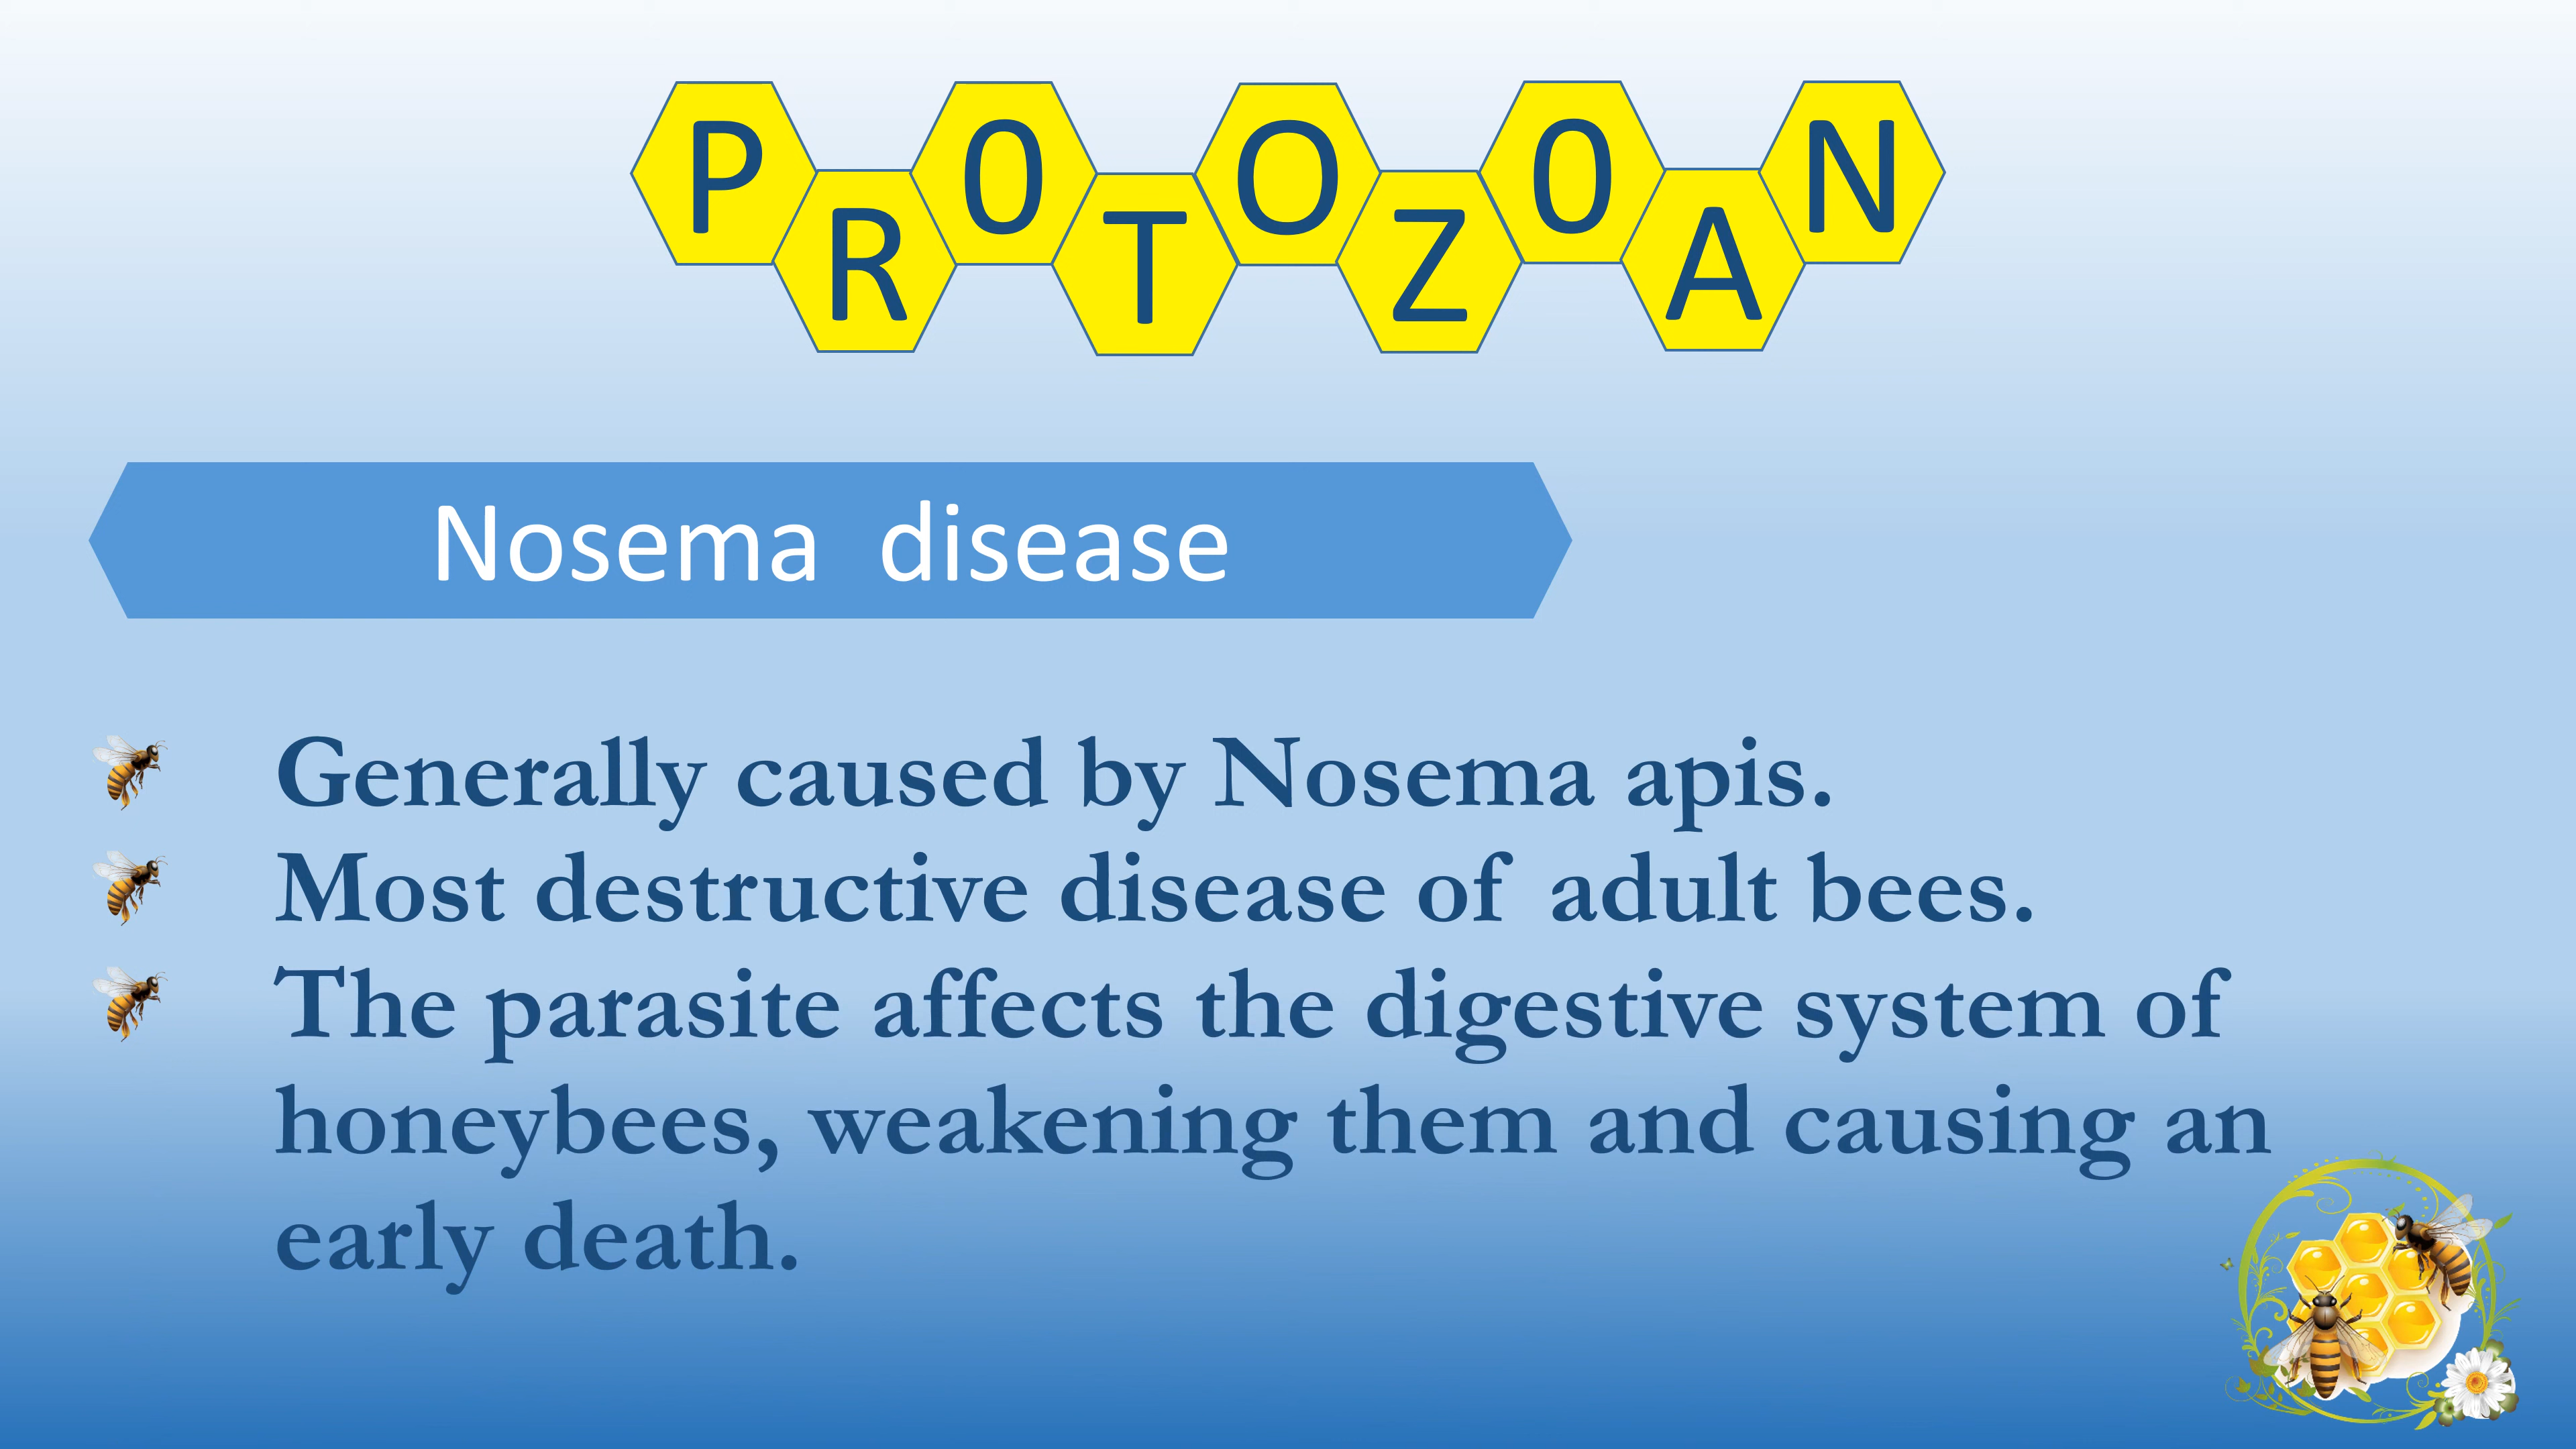 PR0TOZ0AN
Nosema disease
Generally caused by Nosema apis.
Most destructive disease of adult bees.
The parasite affects the digestive system of
honeybees, weakening them and causing an
early death.